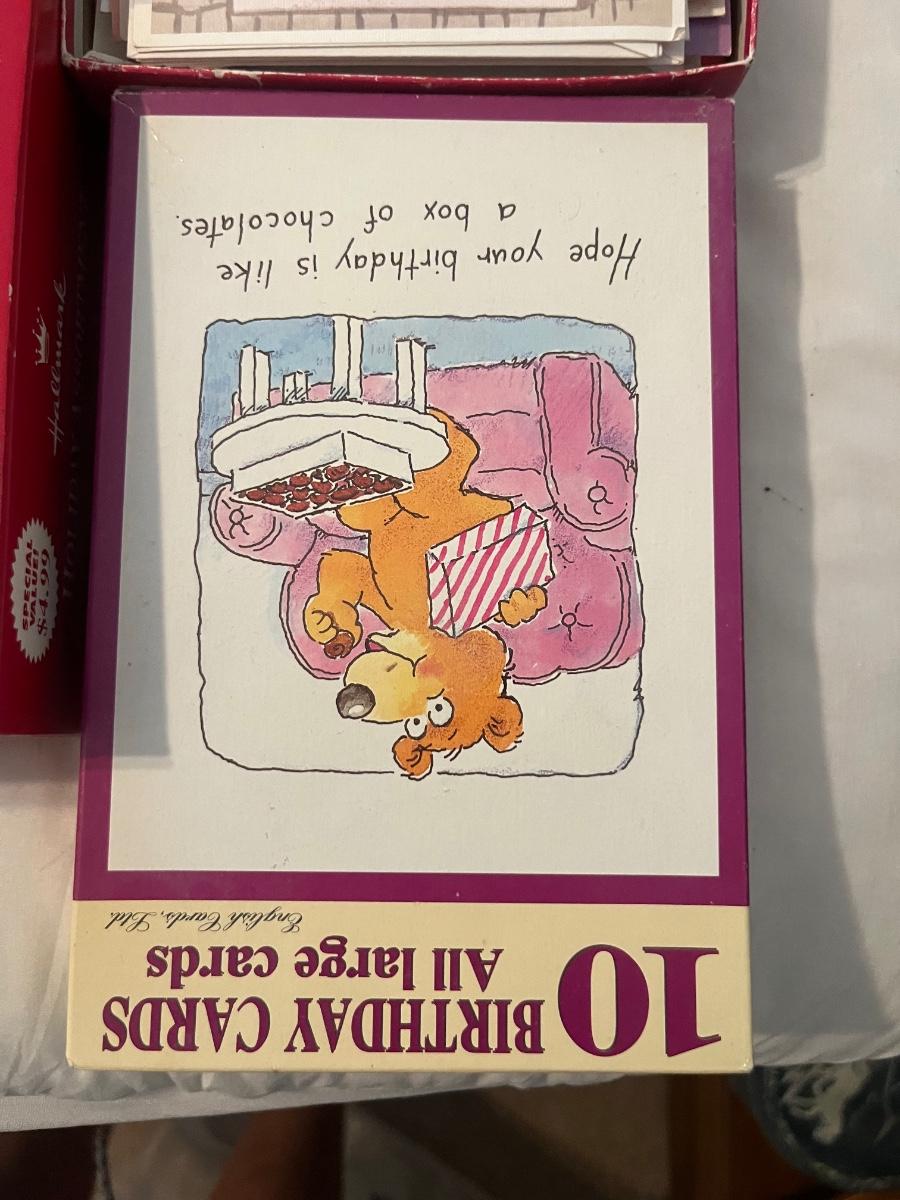 10
BIRTHDAY CARDS
All large cards
English Cards, Ltd.
Hope your birthday is like
a box of chocolates.
Hallmark
SPECIAL
VALUE!
$4.99